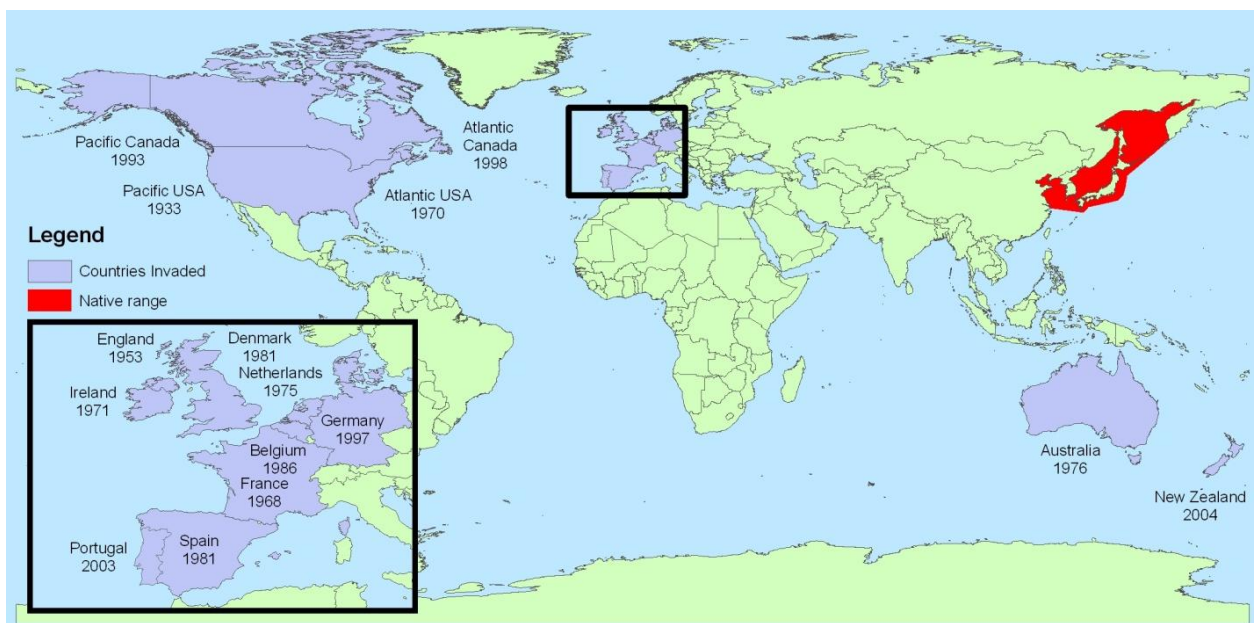 Pacific Canada
1993
Atlantic
Canada
1998
Pacific USA
1933
Atlantic USA
1970
Legend
Countries Invaded
Native range
England
1953
Denmark
1981
Netherlands
1975
Ireland
1971
Germany
1997
Belgium
1986
France
1968
Portugal
2003
Spain
1981
Australia
1976
New Zealand
2004